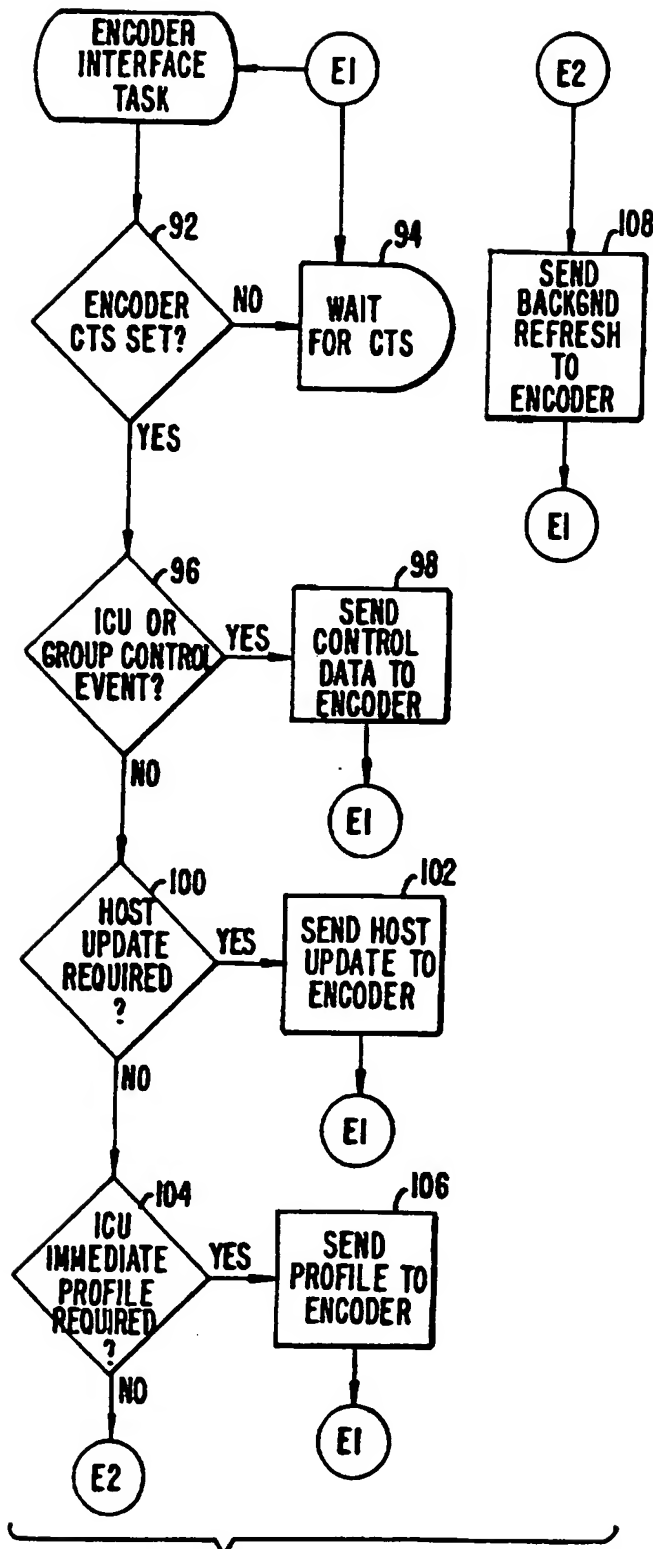 ENCODER
INTERFACE
TASK
E1
E2
92
ENCODER
CTS SET?
NO
94
WAIT
FOR CTS
108
SEND
BACKGND
REFRESH
TO
ENCODER
E1
YES
96
ICU OR
GROUP CONTROL
EVENT?
YES
98
SEND
CONTROL
DATA TO
ENCODER
E1
NO
100
HOST
UPDATE
REQUIRED
?
YES
102
SEND HOST
UPDATE TO
ENCODER
E1
NO
104
ICU
IMMEDIATE
PROFILE
REQUIRED
?
YES
106
SEND
PROFILE TO
ENCODER
E1
NO
E2